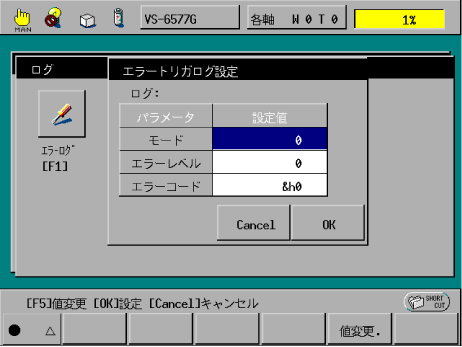 MAN
VS-6577G
各軸 W 0 T 0
1%
ログ
エラートリガログ設定
ログ:
パラメータ 設定値
モード 0
エラーレベル 0
エラーコード &h0
エラーログ
[F1]
Cancel OK
[F5]値変更 [OK]設定 [Cancel]キャンセル
SHORT
CUT
● △ 値変更.